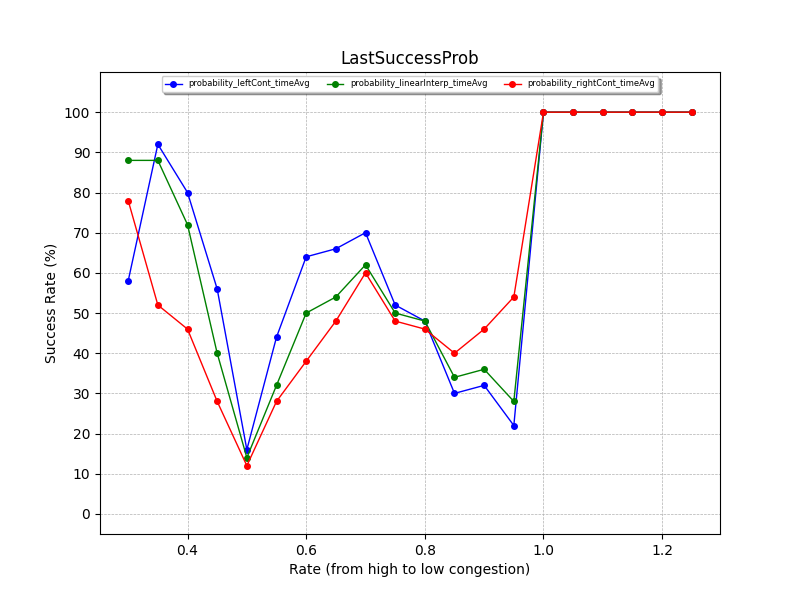 LastSuccessProb
probability_leftCont_timeAvg probability_linearInterp_timeAvg probability_rightCont_timeAvg
100
90
80
70
60
50
40
30
20
10
0
Success Rate (%)
0.4 0.6 0.8 1.0 1.2
Rate (from high to low congestion)